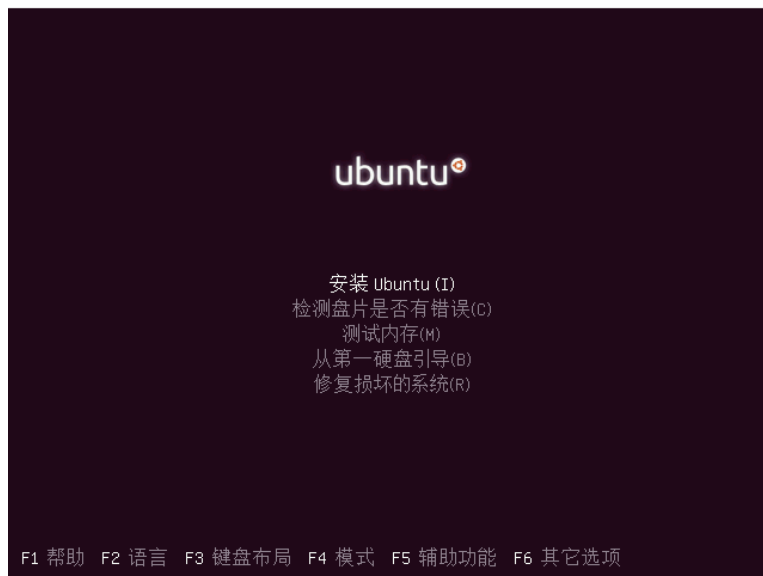 ubuntu
安装 Ubuntu (I)
检测盘片是否有错误(C)
测试内存(M)
从第一硬盘引导(B)
修复损坏的系统(R)
F1 帮助 F2 语言 F3 键盘布局 F4 模式 F5 辅助功能 F6 其它选项